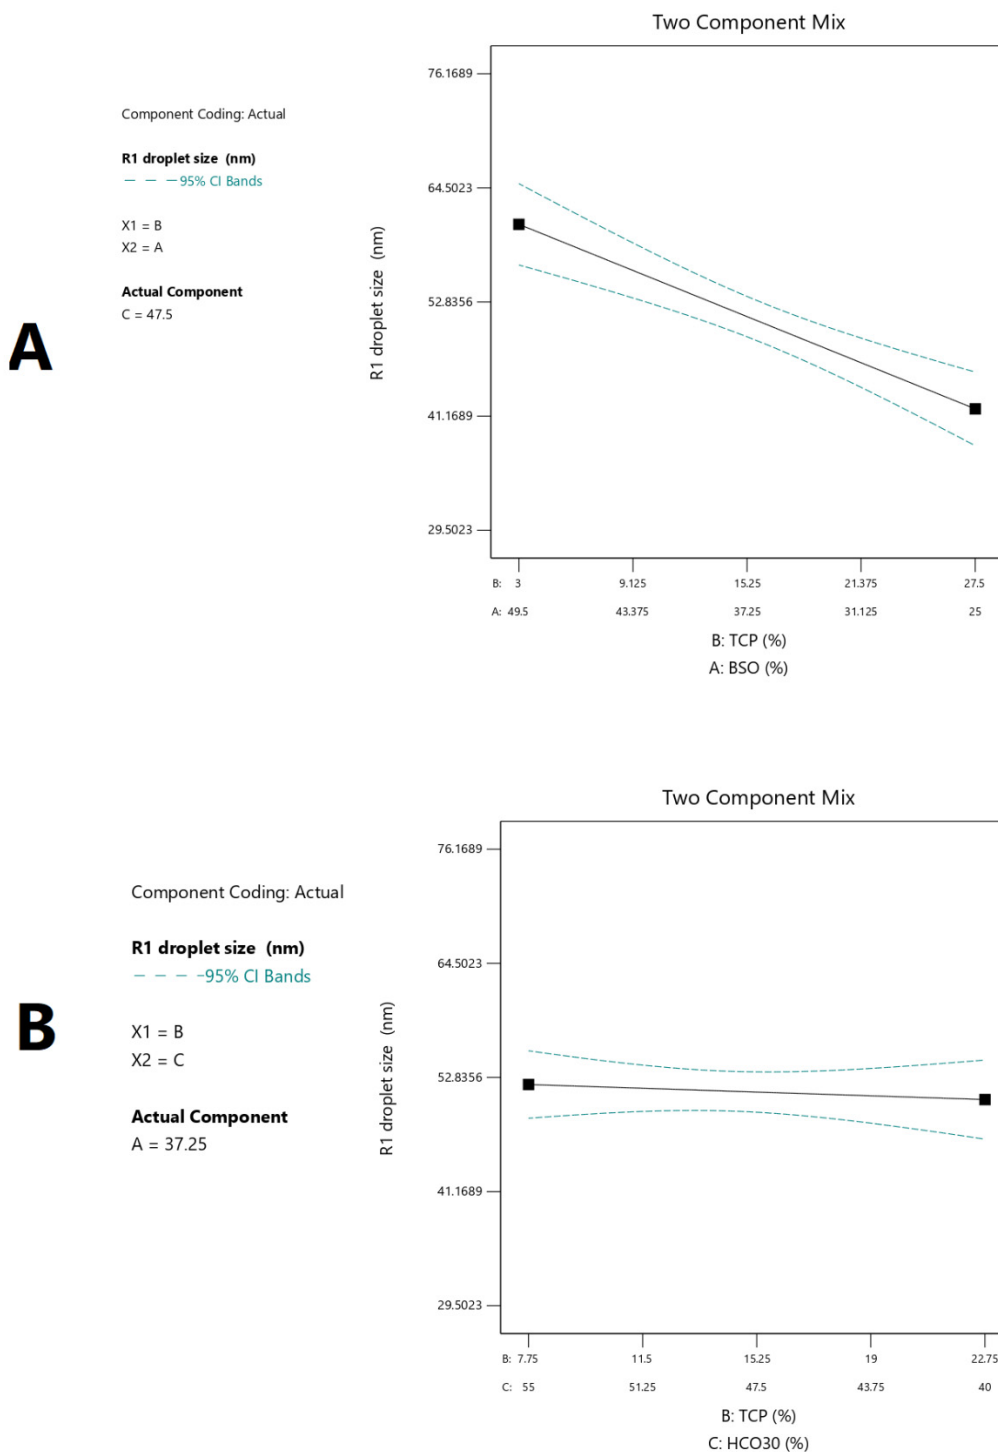 Two Component Mix
A
Component Coding: Actual
R1 droplet size (nm)
95% CI Bands
X1 = B
X2 = A
Actual Component
C = 47.5
R1 droplet size (nm)
76.1689
64.5023
52.8356
41.1689
29.5023
B: 3 9.125 15.25 21.375 27.5
A: 49.5 43.375 37.25 31.125 25
B: TCP (%)
A: BSO (%)
Two Component Mix
B
Component Coding: Actual
R1 droplet size (nm)
95% CI Bands
X1 = B
X2 = C
Actual Component
A = 37.25
R1 droplet size (nm)
76.1689
64.5023
52.8356
41.1689
29.5023
B: 7.75 11.5 15.25 19 22.75
C: 55 51.25 47.5 43.75 40
B: TCP (%)
C: HCO30 (%)